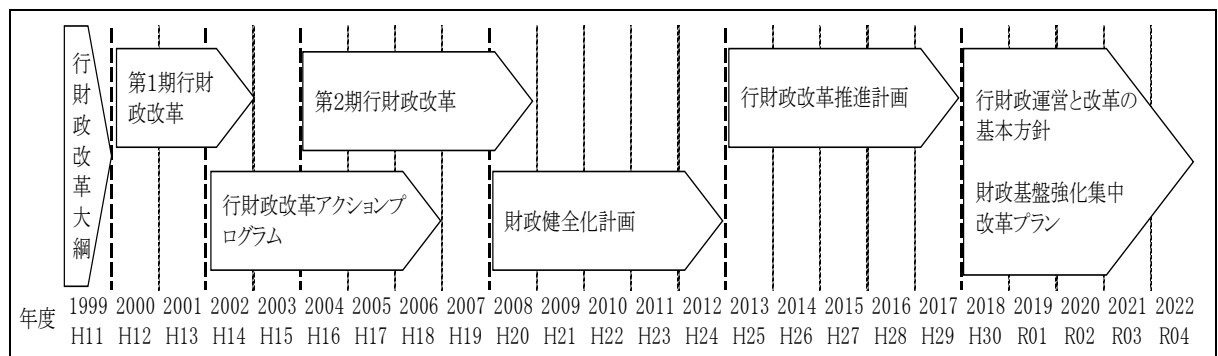 行財政改革大綱
第1期行財
政改革
行財政改革アクションプ
ログラム
第2期行財政改革
財政健全化計画
行財政改革推進計画
行財政運営と改革の
基本方針
財政基盤強化集中
改革プラン
年度
1999 2000 2001 2002 2003 2004 2005 2006 2007 2008 2009 2010 2011 2012 2013 2014 2015 2016 2017 2018 2019 2020 2021 2022
H11 H12 H13 H14 H15 H16 H17 H18 H19 H20 H21 H22 H23 H24 H25 H26 H27 H28 H29 H30 R01 R02 R03 R04